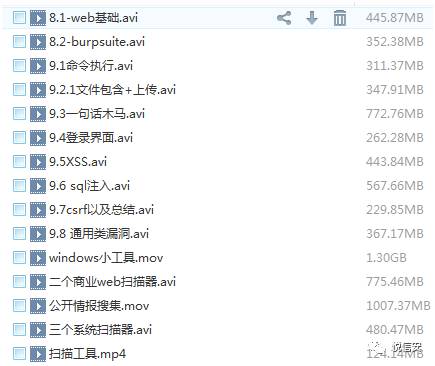 8.1-web基础.avi 445.87MB
8.2-burpsuite.avi 352.38MB
9.1命令执行.avi 311.37MB
9.2.1文件包含+上传.avi 347.91MB
9.3一句话木马.avi 772.76MB
9.4登录界面.avi 262.28MB
9.5XSS.avi 443.84MB
9.6 sql注入.avi 567.66MB
9.7csrf以及总结.avi 229.85MB
9.8 通用类漏洞.avi 367.17MB
windows小工具.mov 1.30GB
二个商业web扫描器.avi 775.46MB
公开情报搜集.mov 1007.37MB
三个系统扫描器.avi 480.47MB
扫描工具.mp4 124.14MB
悦信安